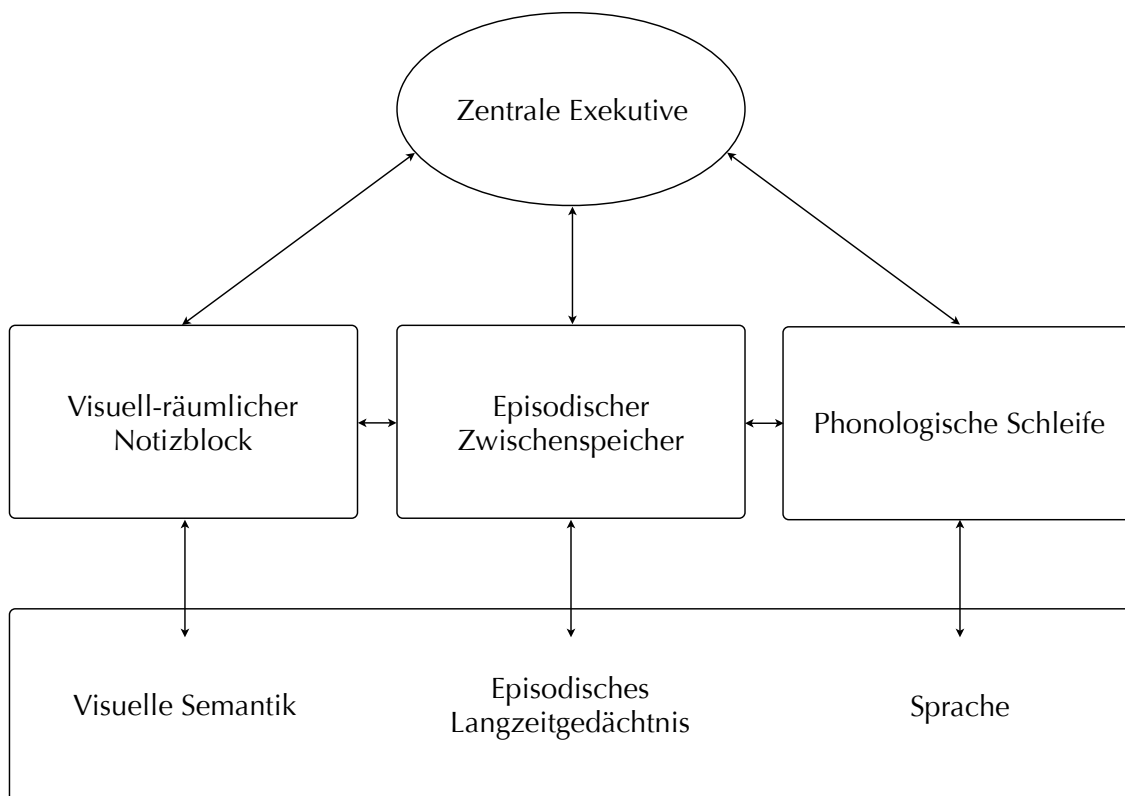 Zentrale Exekutive
Visuell-räumlicher
Notizblock
Episodischer
Zwischenspeicher
Phonologische Schleife
Visuelle Semantik
Episodisches
Langzeitgedächtnis
Sprache